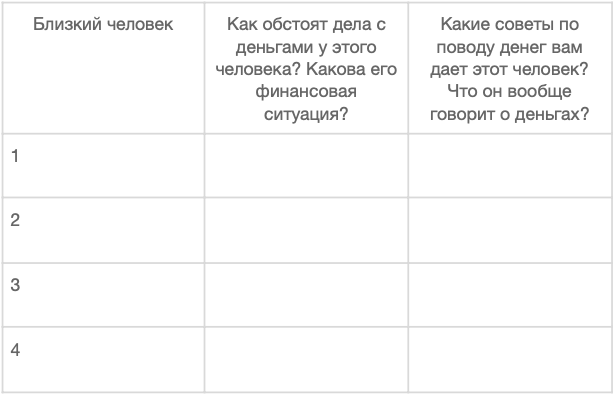 Близкий человек
Как обстоят дела с
деньгами у этого
человека? Какова его
финансовая
ситуация?
Какие советы по
поводу денег вам
дает этот человек?
Что он вообще
говорит о деньгах?
1
2
3
4